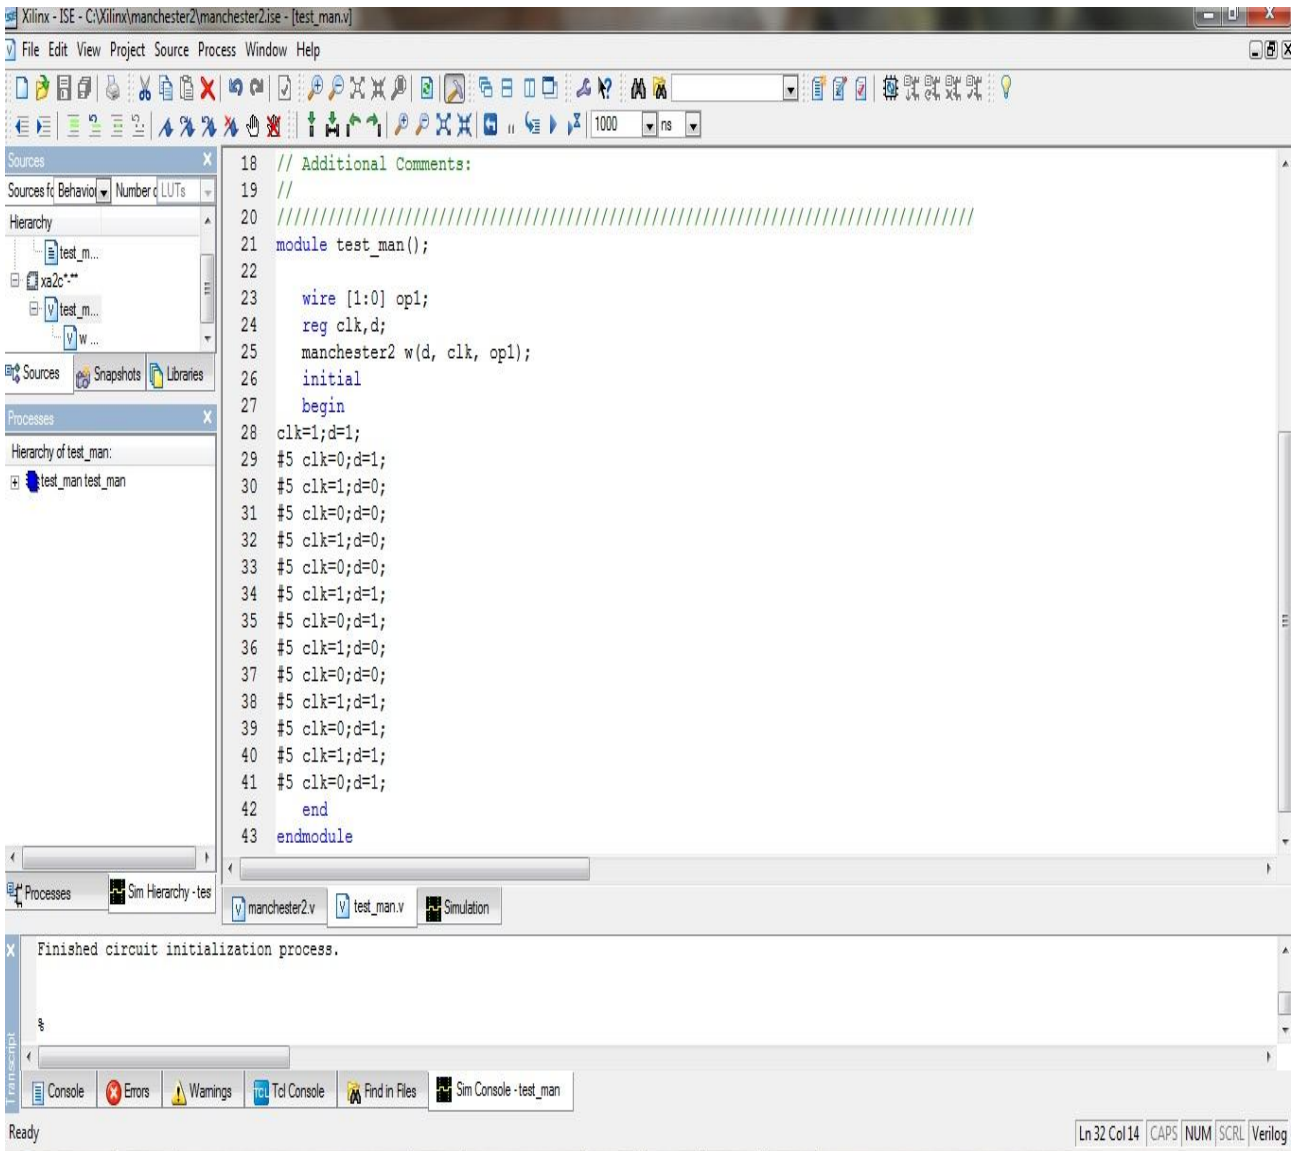 Xilinx - ISE - C:\Xilinx\manchester2\manchester2.ise - [test_man.v]
File Edit View Project Source Process Window Help
1000 ns
Sources
Sources fo Behavior Number o LUTs
Hierarchy
test_m...
xa2c*-**
test_m...
w ...
Sources Snapshots Libraries
Processes
Hierarchy of test_man:
test_man test_man
Processes Sim Hierarchy - tes
18 // Additional Comments:
19 //
20 //////////////////////////////////////////////////////////////////////////////////
21 module test_man();
22
23 wire [1:0] op1;
24 reg clk,d;
25 manchester2 w(d, clk, op1);
26 initial
27 begin
28 clk=1;d=1;
29 #5 clk=0;d=1;
30 #5 clk=1;d=0;
31 #5 clk=0;d=0;
32 #5 clk=1;d=0;
33 #5 clk=0;d=0;
34 #5 clk=1;d=1;
35 #5 clk=0;d=1;
36 #5 clk=1;d=0;
37 #5 clk=0;d=0;
38 #5 clk=1;d=1;
39 #5 clk=0;d=1;
40 #5 clk=1;d=1;
41 #5 clk=0;d=1;
42 end
43 endmodule
manchester2.v test_man.v Simulation
Finished circuit initialization process.
%
Transcript
Console Errors Warnings Tcl Console Find in Files Sim Console - test_man
Ready
Ln 32 Col 14 CAPS NUM SCRL Verilog